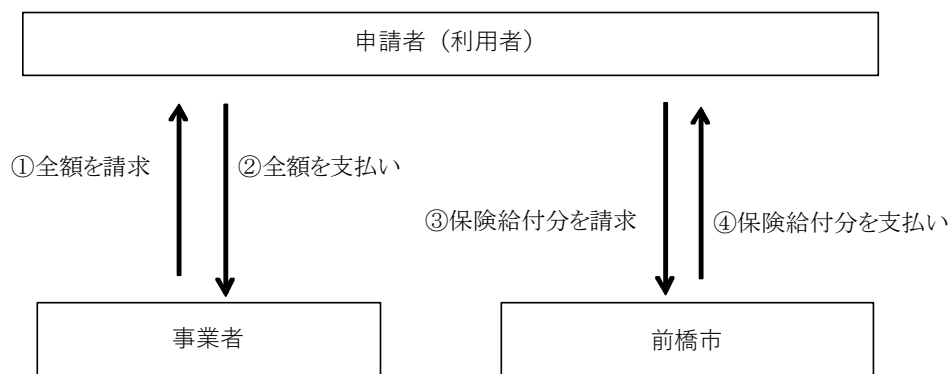 申請者（利用者）
①全額を請求
②全額を支払い
③保険給付分を請求
④保険給付分を支払い
事業者
前橋市